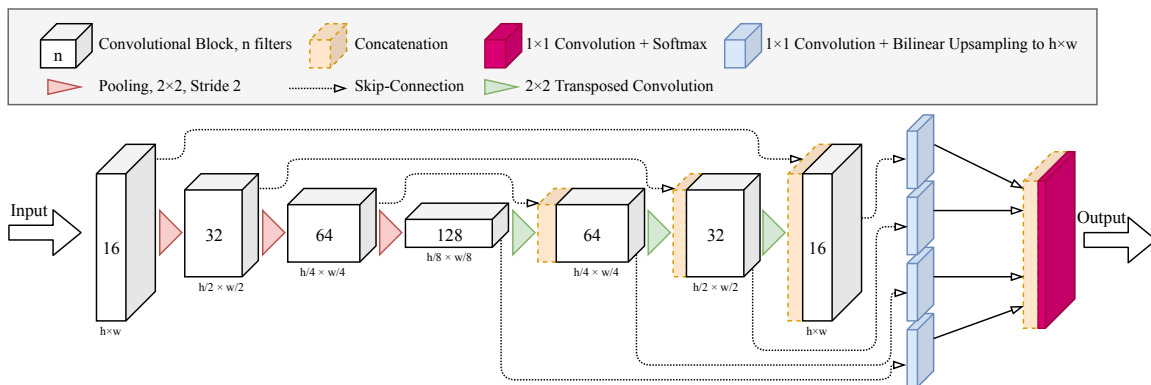 n
Convolutional Block, n filters
Concatenation
1×1 Convolution + Softmax
1×1 Convolution + Bilinear Upsampling to h×w
Pooling, 2×2, Stride 2
Skip-Connection
2×2 Transposed Convolution
Input
16
h×w
32
h/2 × w/2
64
h/4 × w/4
128
h/8 × w/8
64
h/4 × w/4
32
h/2 × w/2
16
h×w
Output